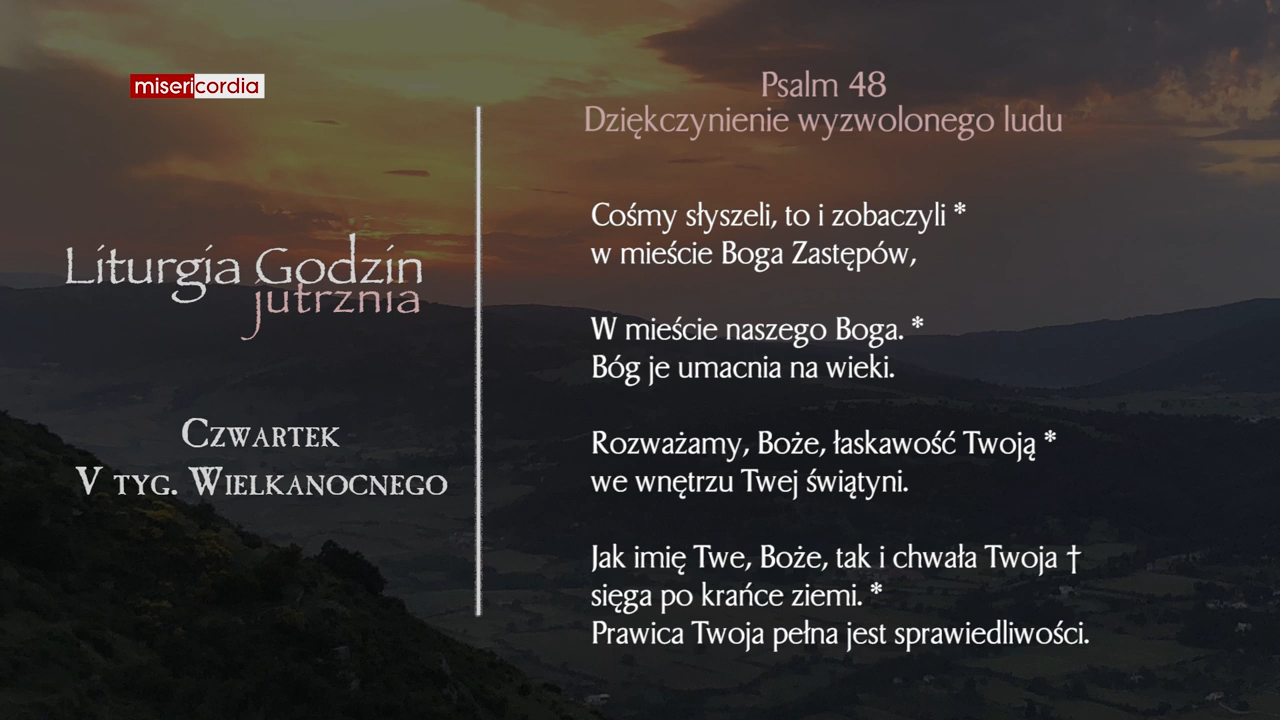 misericordia
Liturgia Godzin
jutrznia
Czwartek
V tyg. Wielkanocnego
Psalm 48
Dziękczynienie wyzwolonego ludu
Cośmy słyszeli, to i zobaczyli *
w mieście Boga Zastępów,
W mieście naszego Boga. *
Bóg je umacnia na wieki.
Rozważamy, Boże, łaskawość Twoją *
we wnętrzu Twej świątyni.
Jak imię Twe, Boże, tak i chwała Twoja †
sięga po krańce ziemi. *
Prawica Twoja pełna jest sprawiedliwości.